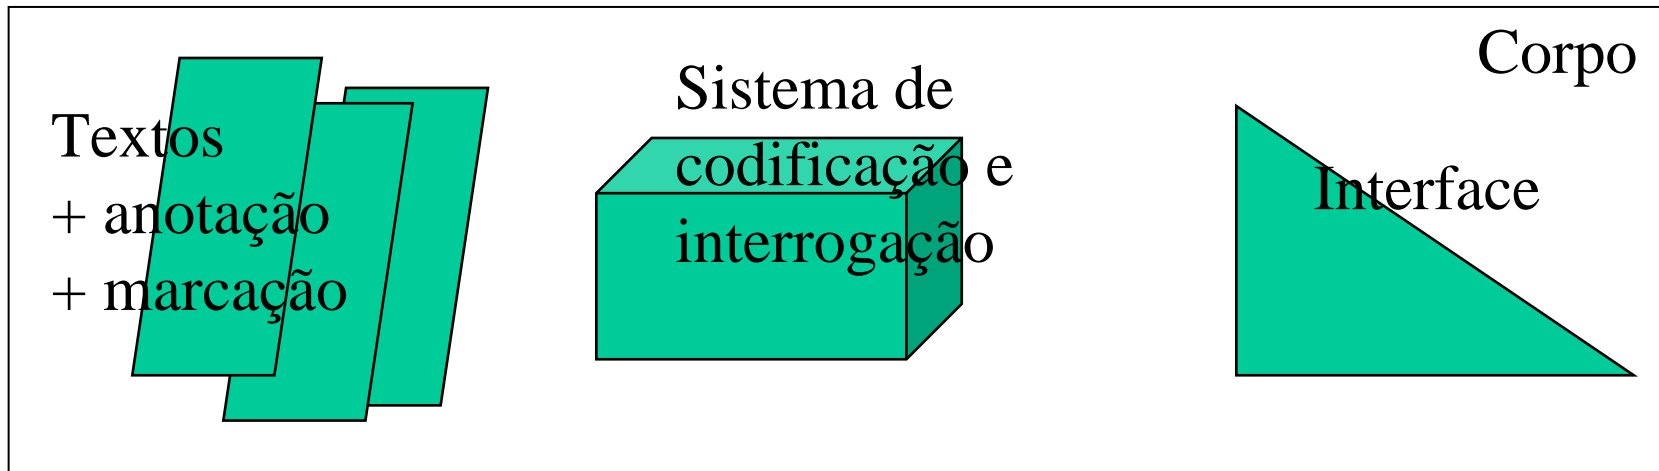 Corpo
Textos
+ anotação
+ marcação
Sistema de
codificação e
interrogação
Interface